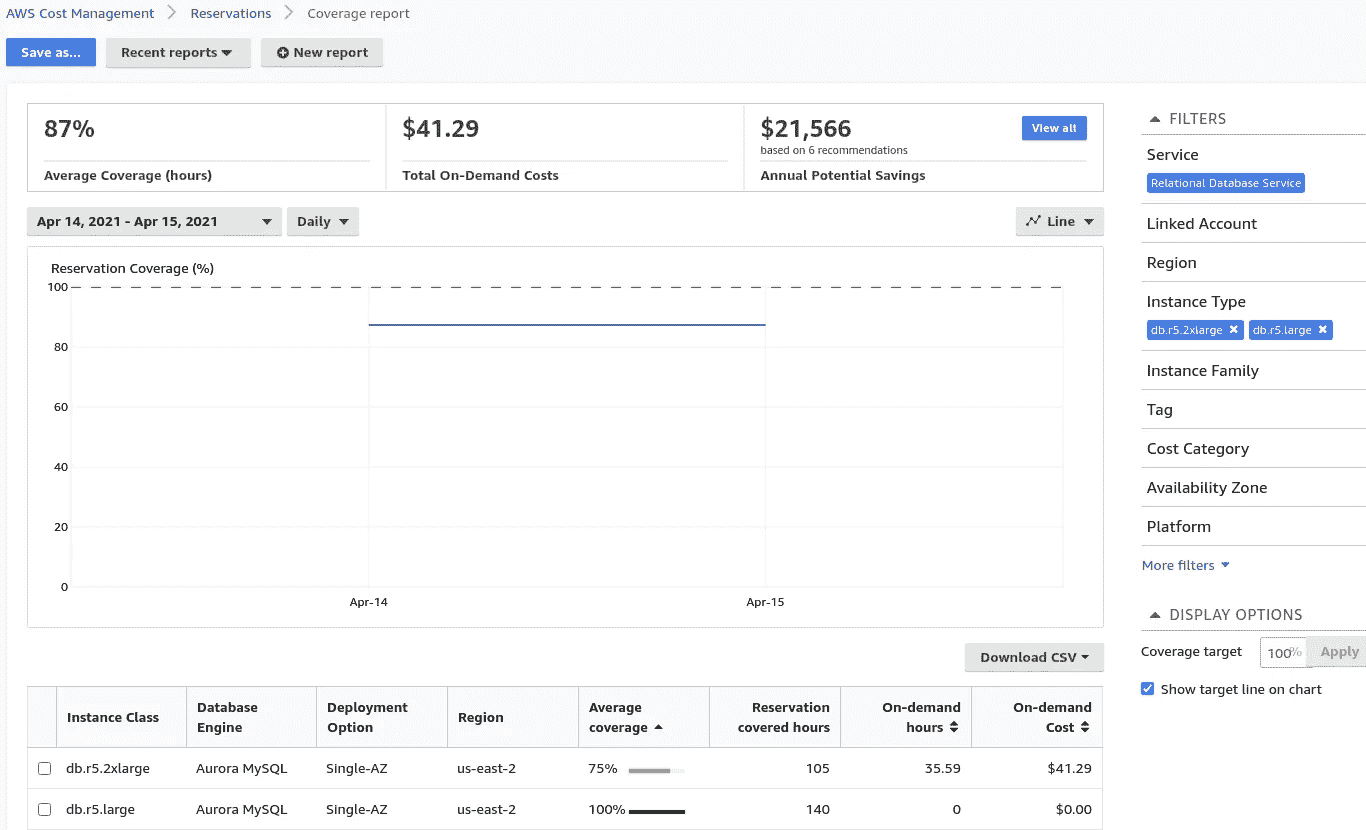 AWS Cost Management > Reservations > Coverage report
Save as... Recent reports New report
87%
Average Coverage (hours)
$41.29
Total On-Demand Costs
$21,566
based on 6 recommendations
View all
Annual Potential Savings
Apr 14, 2021 - Apr 15, 2021 Daily Line
Reservation Coverage (%)
100
80
60
40
20
0
Apr-14 Apr-15
Download CSV
Instance Class Database Engine Deployment Option Region Average coverage Reservation covered hours On-demand hours On-demand Cost
db.r5.2xlarge Aurora MySQL Single-AZ us-east-2 75% 105 35.59 $41.29
db.r5.large Aurora MySQL Single-AZ us-east-2 100% 140 0 $0.00
FILTERS
Service
Relational Database Service
Linked Account
Region
Instance Type
db.r5.2xlarge × db.r5.large ×
Instance Family
Tag
Cost Category
Availability Zone
Platform
More filters
DISPLAY OPTIONS
Coverage target 100% Apply
Show target line on chart